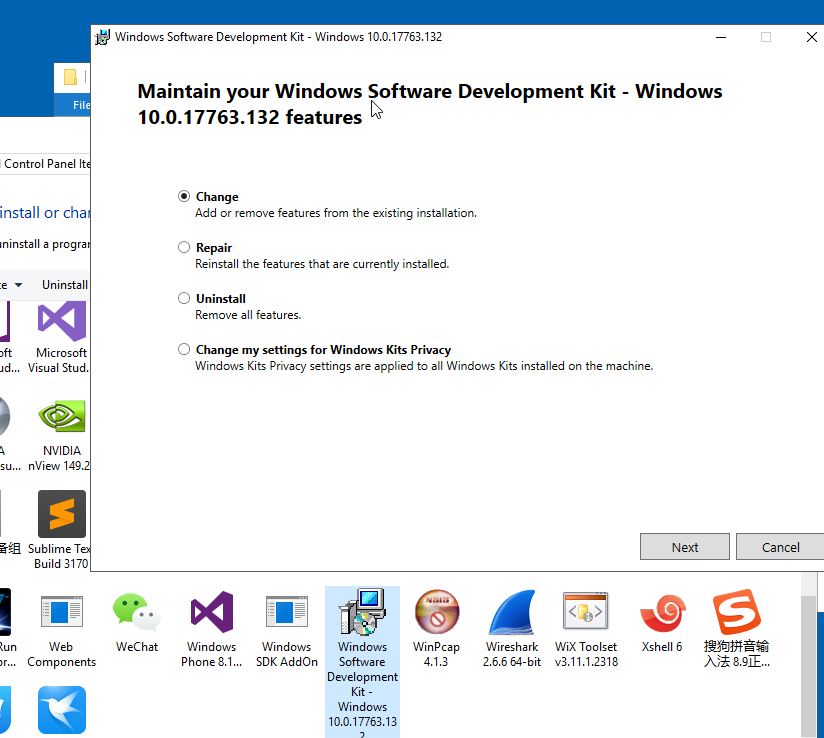 Windows Software Development Kit - Windows 10.0.17763.132
File
Maintain your Windows Software Development Kit - Windows
10.0.17763.132 features
Control Panel Ite
install or char
uninstall a progran
Change
Add or remove features from the existing installation.
Repair
Reinstall the features that are currently installed.
Uninstall
Uninstall
Remove all features.
Change my settings for Windows Kits Privacy
Windows Kits Privacy settings are applied to all Windows Kits installed on the machine.
oft
ud...
Microsoft
Visual Stud.
A
su...
NVIDIA
nView 149.2
备组
Sublime Tex
Build 3170
Next
Cancel
Run
or...
Web
Components
WeChat
Windows
Phone 8.1...
Windows
SDK AddOn
Windows
Software
Development
Kit -
Windows
10.0.17763.13
2
Nais
WinPcap
4.1.3
Wireshark
2.6.6 64-bit
WiX Toolset
v3.11.1.2318
Xshell 6
搜狗拼音输
入法 8.9正...